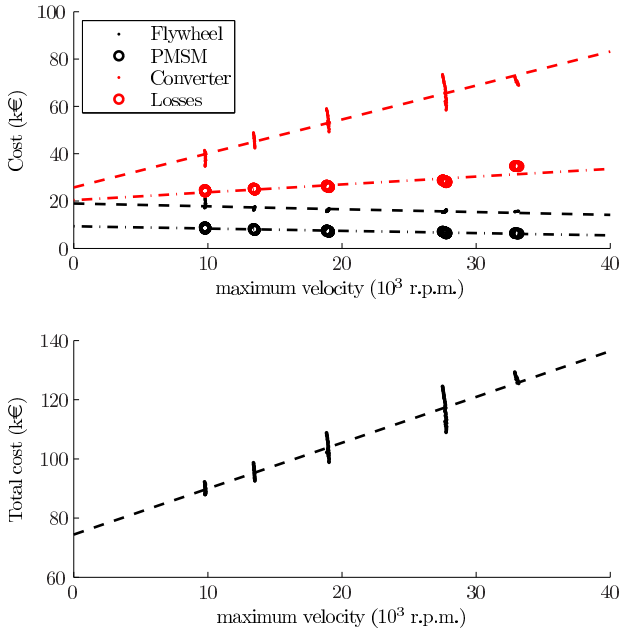 100
80
60
40
20
0
Cost (k€)
Flywheel
PMSM
Converter
Losses
0 10 20 30 40
maximum velocity (10³ r.p.m.)
140
120
100
80
60
Total cost (k€)
0 10 20 30 40
maximum velocity (10³ r.p.m.)